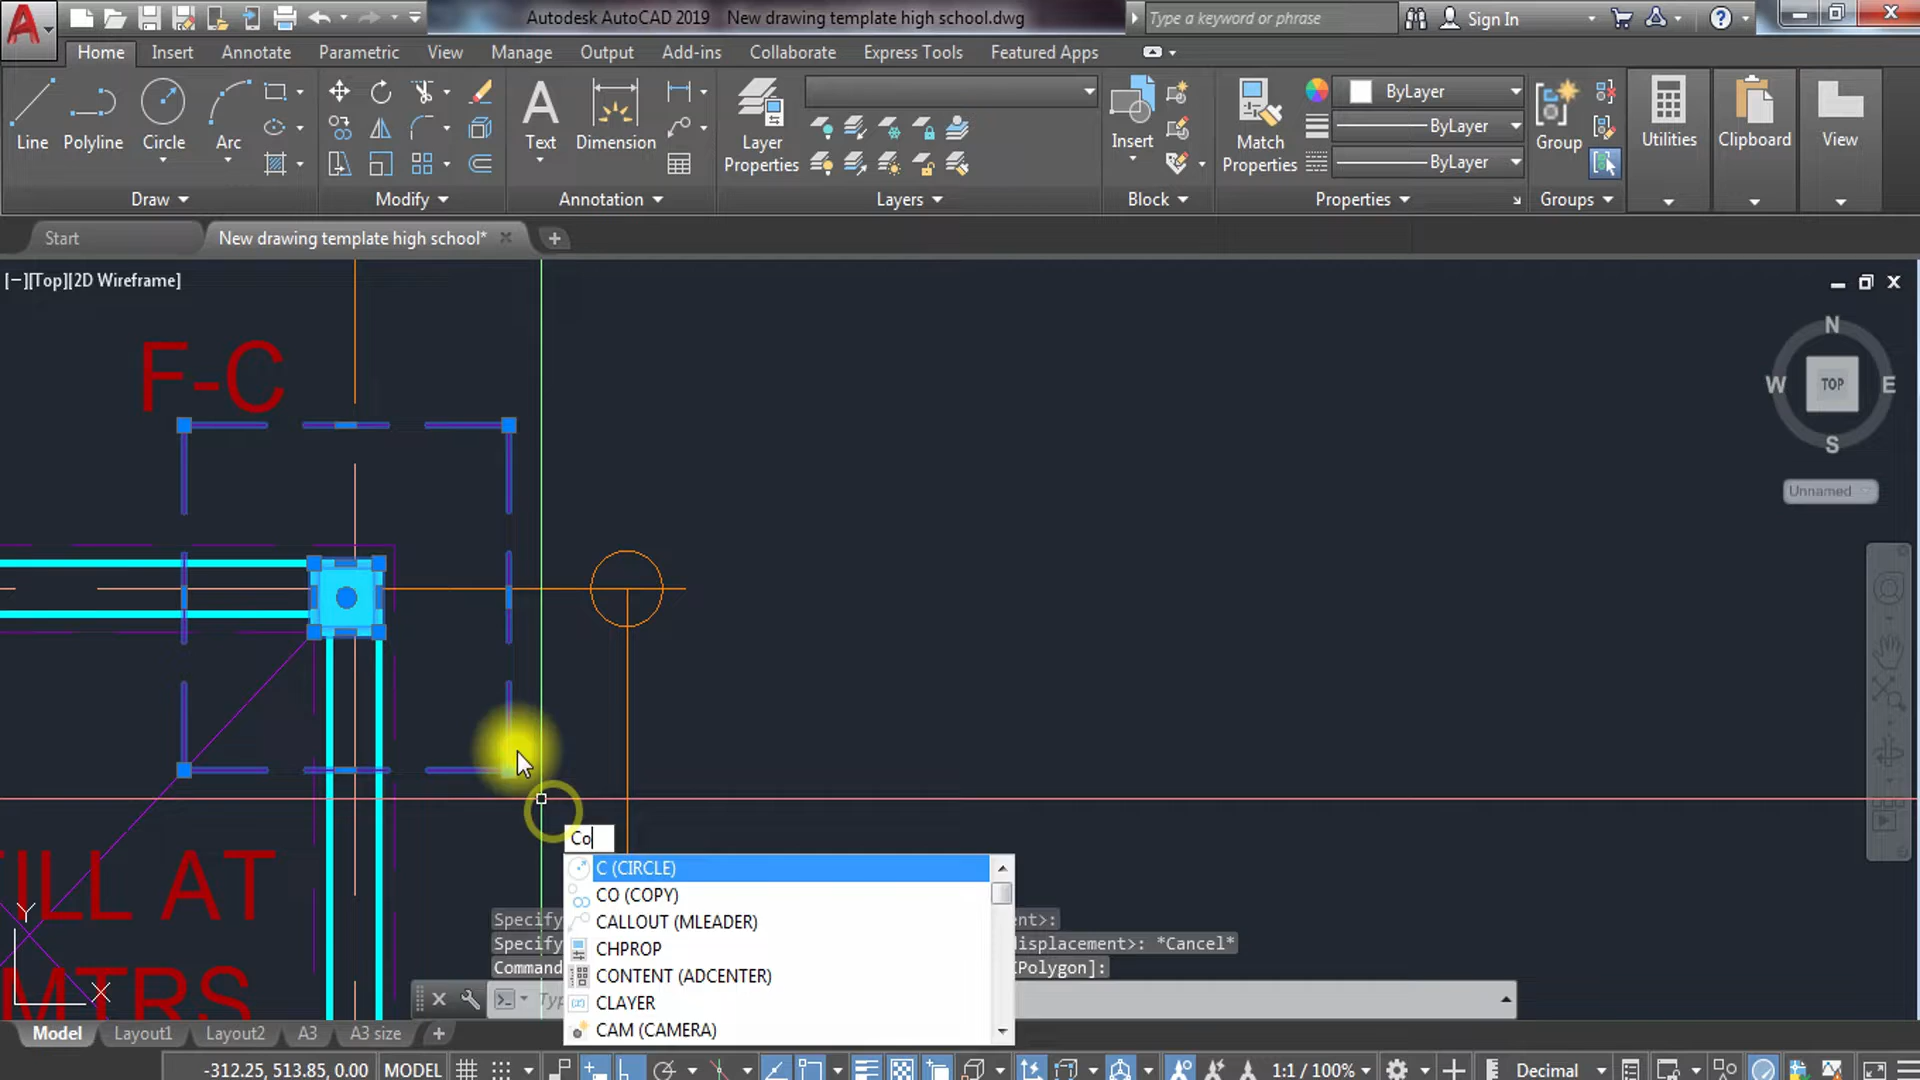 Autodesk AutoCAD 2019 New drawing template high school.dwg
Type a keyword or phrase
Sign In
Home Insert Annotate Parametric View Manage Output Add-ins Collaborate Express Tools Featured Apps
Line Polyline Circle Arc
Text Dimension
Layer Properties
Insert
Match Properties
ByLayer
ByLayer
ByLayer
Group
Utilities
Clipboard
View
Draw Modify Annotation Layers Block Properties Groups
Start New drawing template high school*
[−][Top][2D Wireframe]
N
W TOP E
S
Unnamed
F-C
ILL AT
MTRS
Y
X
Co
C (CIRCLE)
CO (COPY)
CALLOUT (MLEADER)
CHPROP
CONTENT (ADCENTER)
CLAYER
CAM (CAMERA)
Specify
Specify
isplacement>: *Cancel*
Command
Polygon]:
Model Layout1 Layout2 A3 A3 size
-312.25, 513.85, 0.00 MODEL 1:1 / 100% Decimal